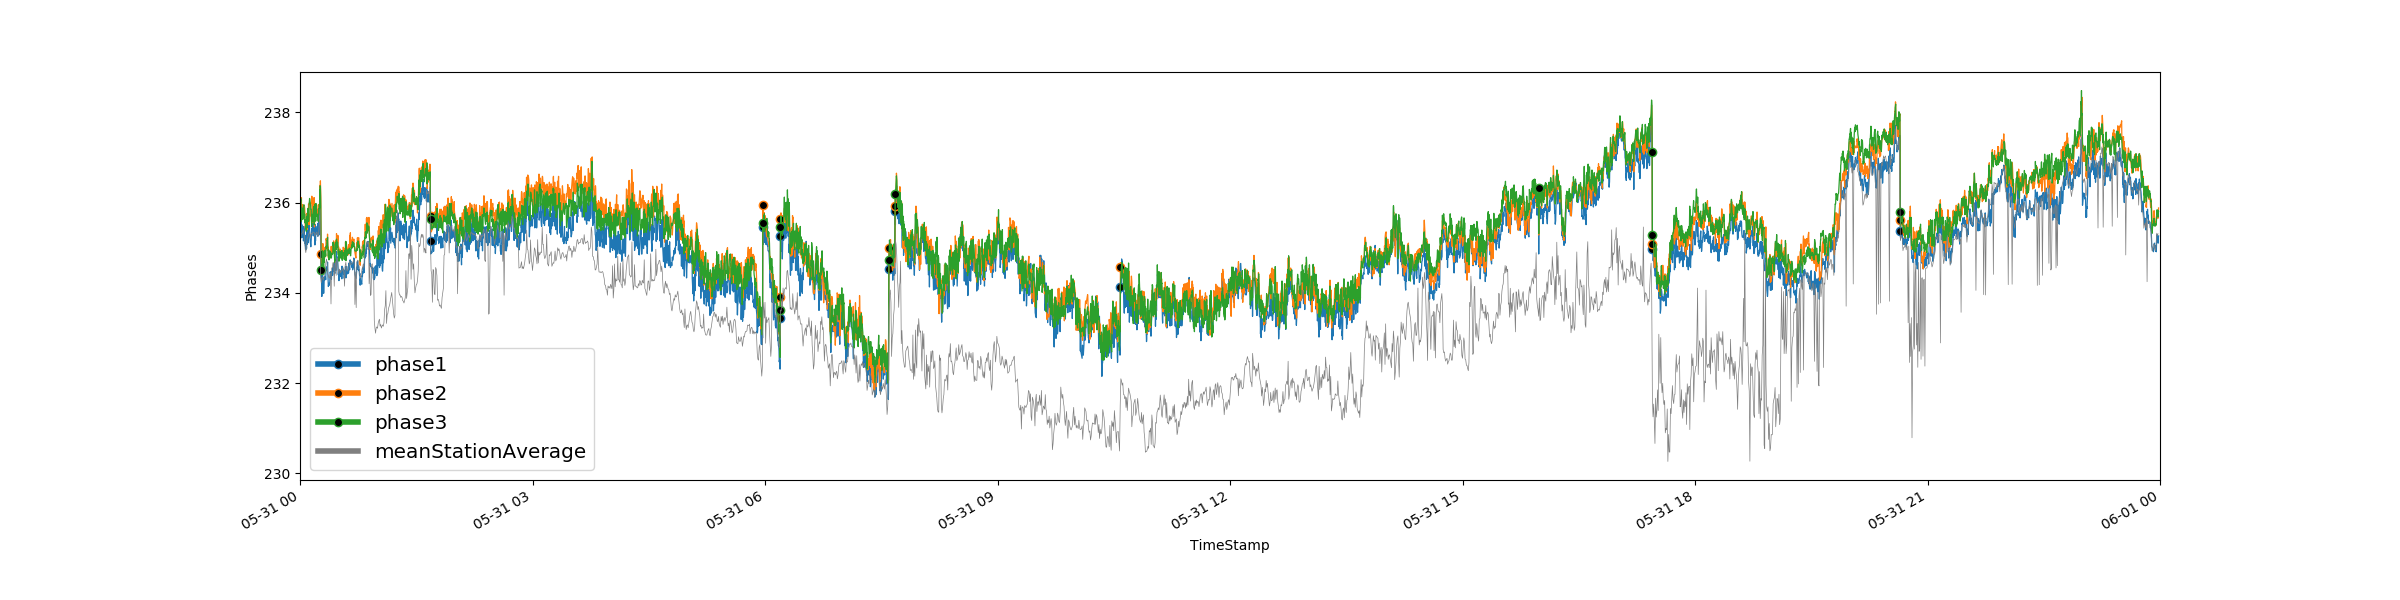 238
236
234
232
230
Phases
phase1
phase2
phase3
meanStationAverage
05-31 00
05-31 03
05-31 06
05-31 09
05-31 12
05-31 15
05-31 18
05-31 21
06-01 00
TimeStamp